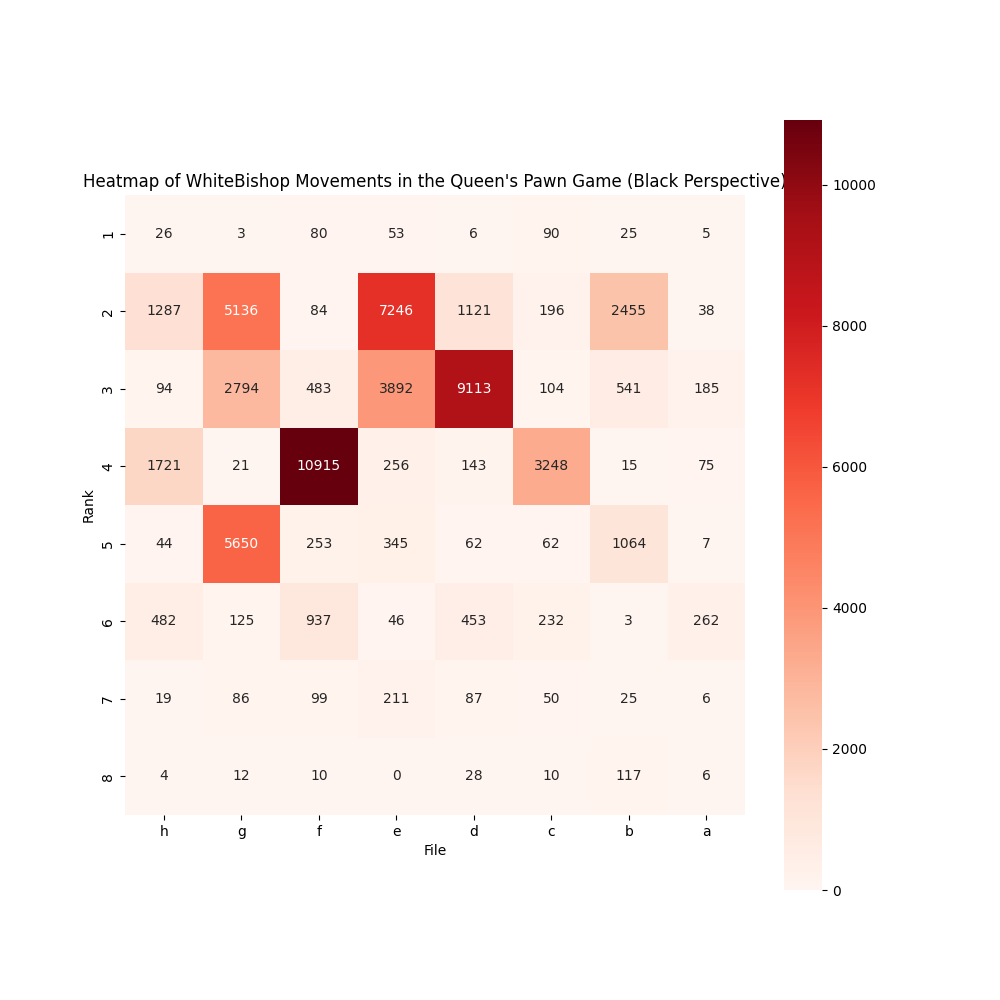 Heatmap of WhiteBishop Movements in the Queen's Pawn Game (Black Perspective)
1 26 3 80 53 6 90 25 5
2 1287 5136 84 7246 1121 196 2455 38
3 94 2794 483 3892 9113 104 541 185
4 1721 21 10915 256 143 3248 15 75
5 44 5650 253 345 62 62 1064 7
6 482 125 937 46 453 232 3 262
7 19 86 99 211 87 50 25 6
8 4 12 10 0 28 10 117 6
h g f e d c b a
File
Rank
10000
8000
6000
4000
2000
0